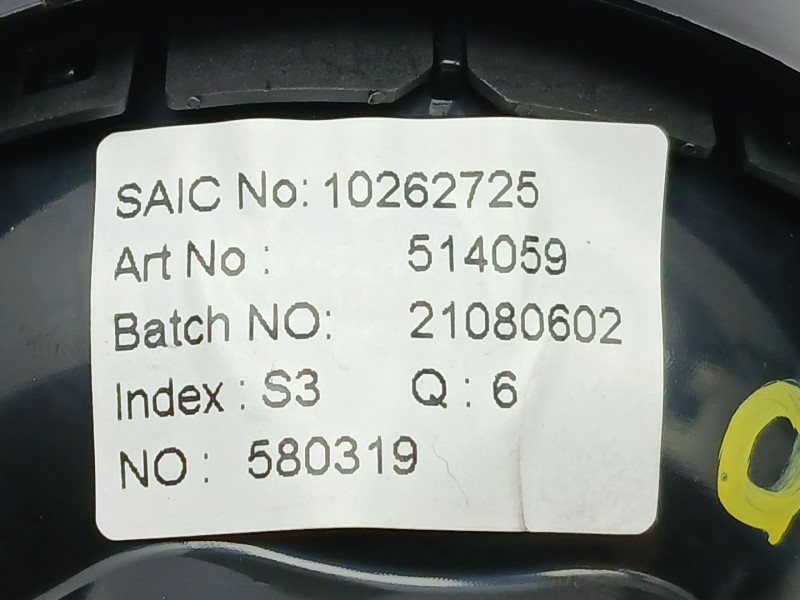 SAIC No: 10262725
Art No : 514059
Batch NO: 21080602
Index : S3 Q : 6
NO : 580319